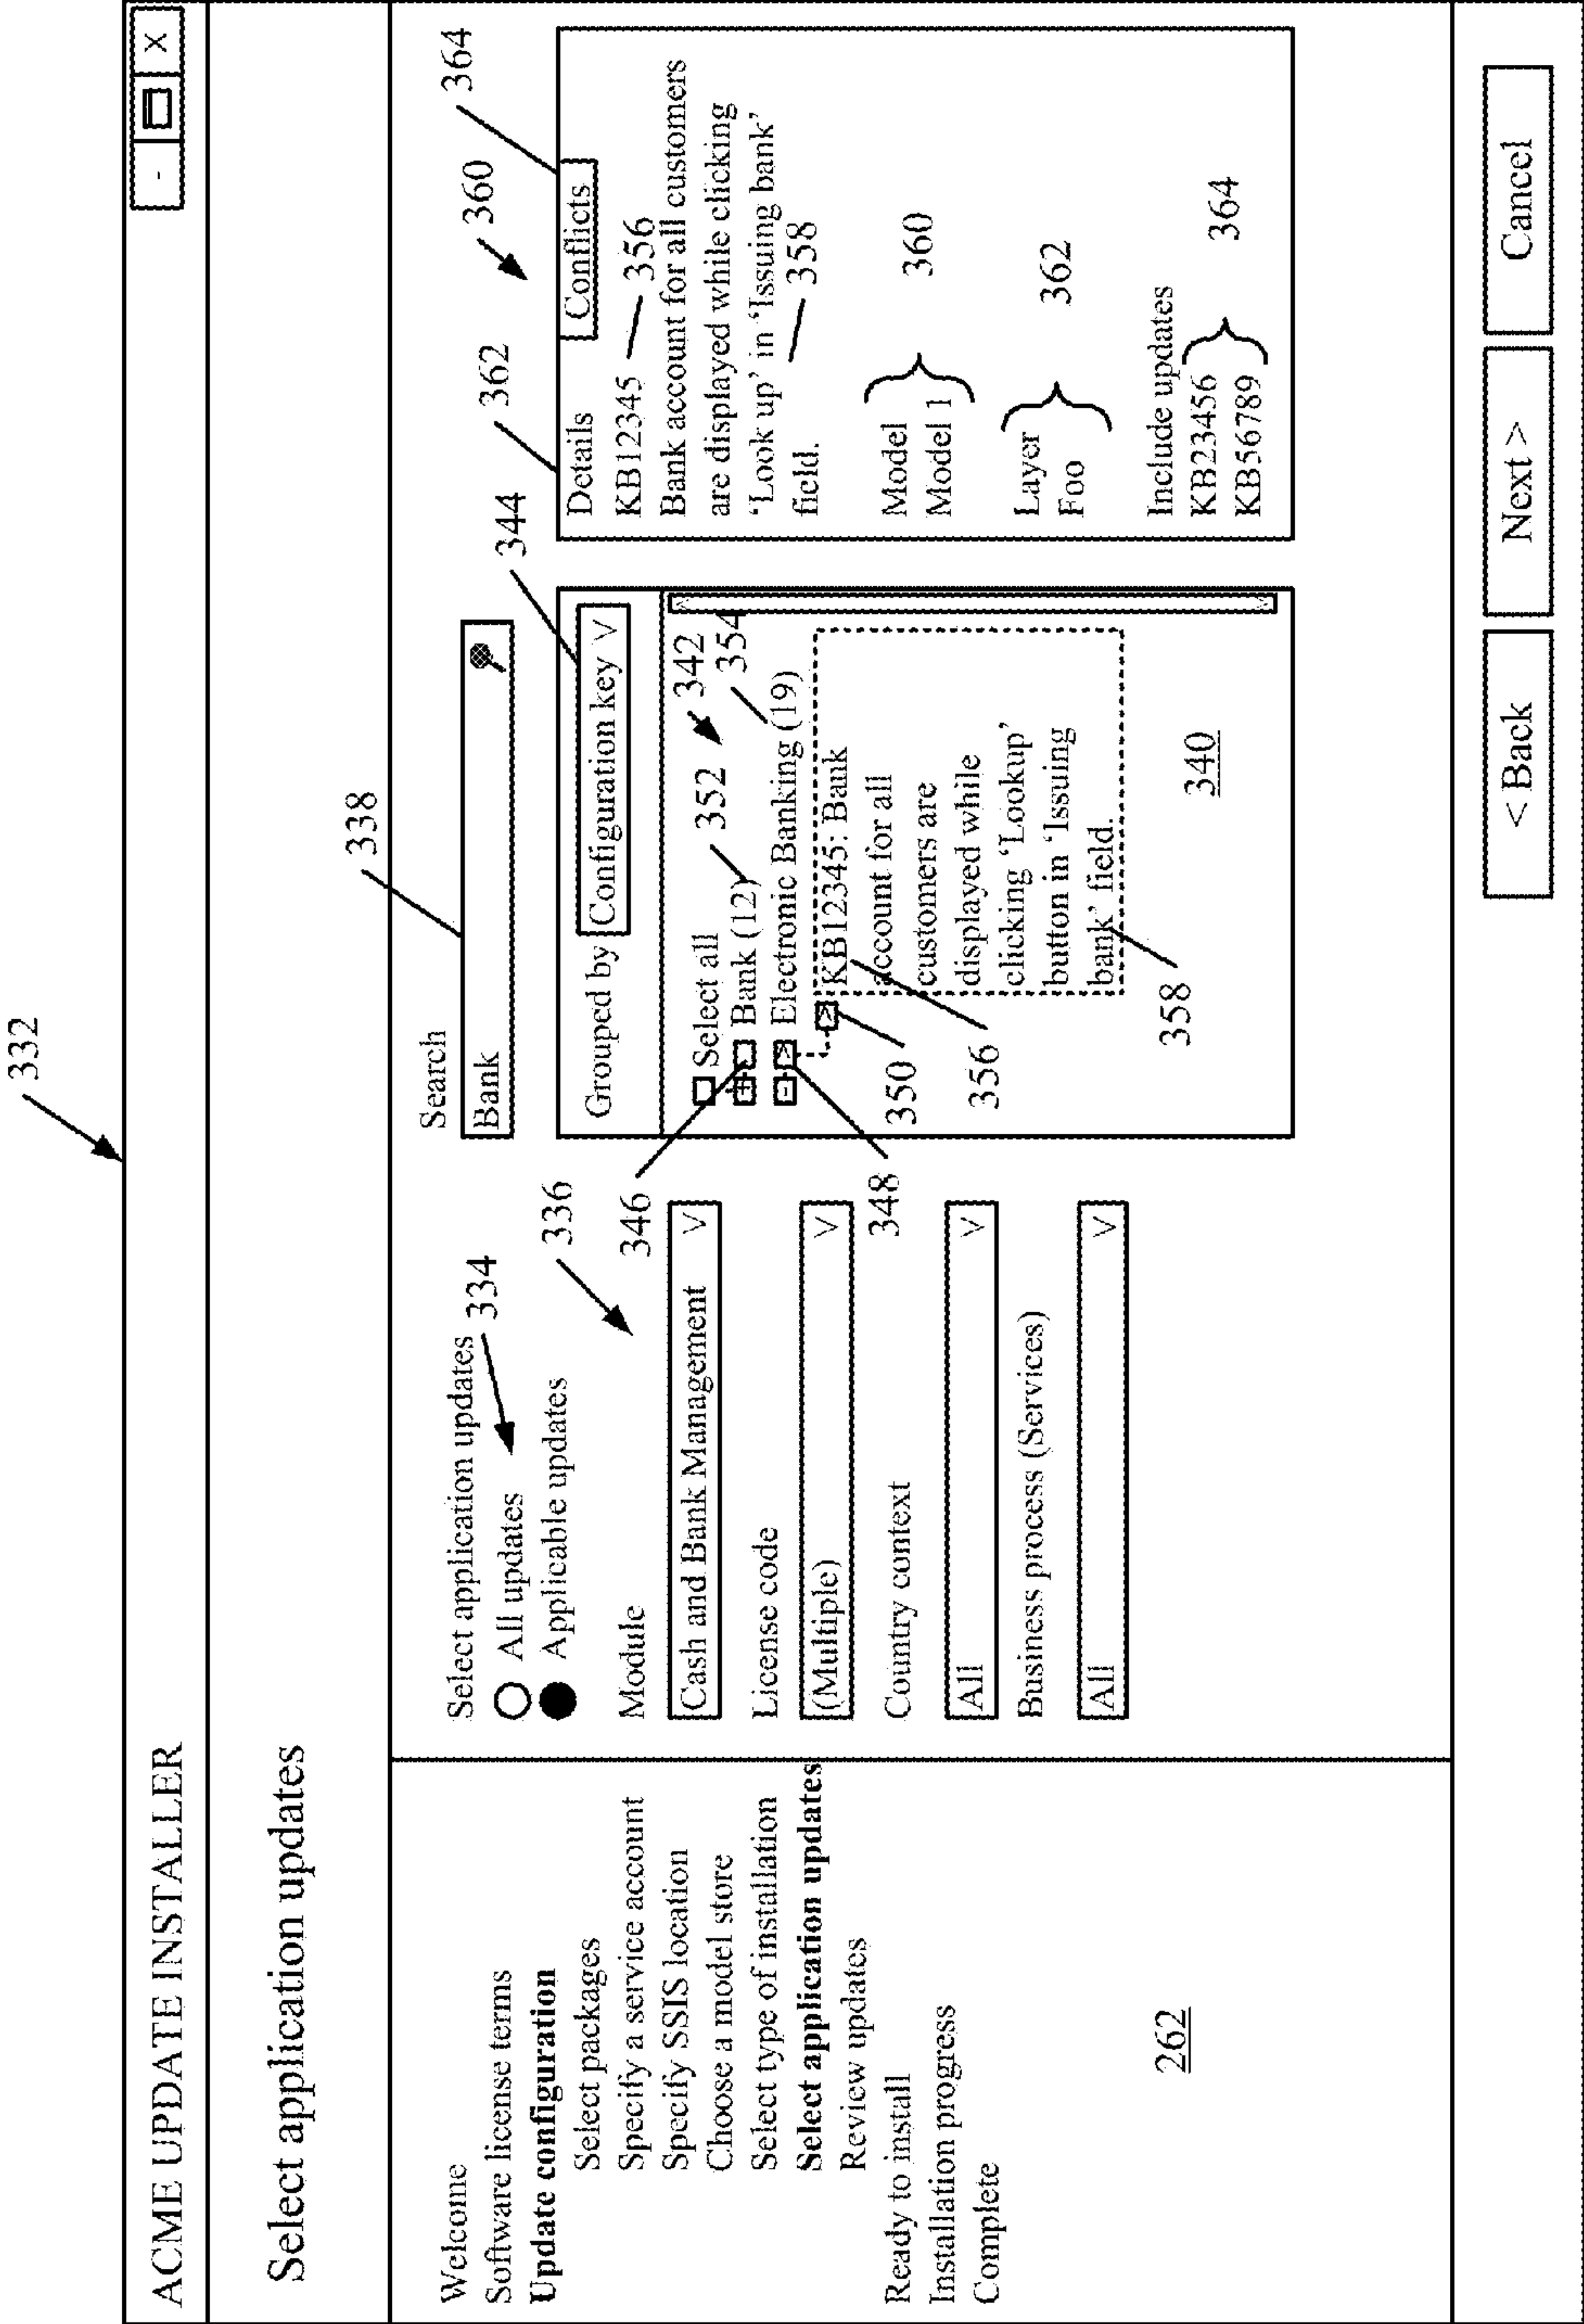 332
ACME UPDATE INSTALLER
- X
Select application updates
Welcome
Software license terms
Update configuration
Select packages
Specify a service account
Specify SSIS location
Choose a model store
Select type of installation
Select application updates
Review updates
Ready to install
Installation progress
Complete
262
Select application updates
334
All updates
Applicable updates
336
Module
Cash and Bank Management V
License code
(Multiple) V
Country context
All V
Business process (Services)
All V
338
Search
Bank
344
Grouped by Configuration key V
Select all
352
342
Bank (12)
354
Electronic Banking (19)
KB12345: Bank
account for all
customers are
displayed while
clicking 'Lookup'
button in 'Issuing
bank' field.
346
348
350
356
358
340
362
360
364
Details Conflicts
KB12345 356
Bank account for all customers
are displayed while clicking
'Look up' in 'Issuing bank'
field.
358
Model
Model 1
360
Layer
Foo
362
Include updates
KB23456
KB56789
364
< Back Next > Cancel